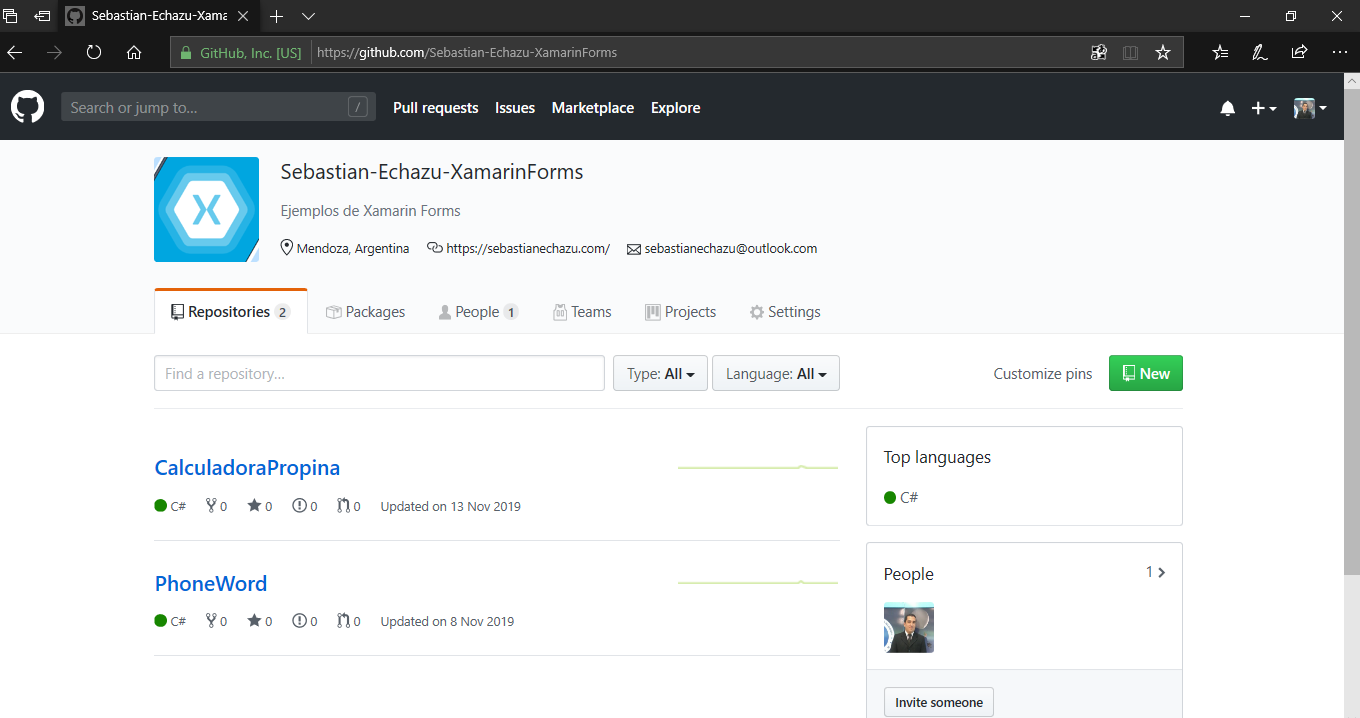 Sebastian-Echazu-Xama
GitHub, Inc. [US] https://github.com/Sebastian-Echazu-XamarinForms
Search or jump to... /
Pull requests Issues Marketplace Explore
Sebastian-Echazu-XamarinForms
Ejemplos de Xamarin Forms
Mendoza, Argentina https://sebastianechazu.com/ sebastianechazu@outlook.com
Repositories 2 Packages People 1 Teams Projects Settings
Find a repository... Type: All Language: All Customize pins New
CalculadoraPropina
C# 0 0 0 0 Updated on 13 Nov 2019
PhoneWord
C# 0 0 0 0 Updated on 8 Nov 2019
Top languages
C#
People 1
Invite someone